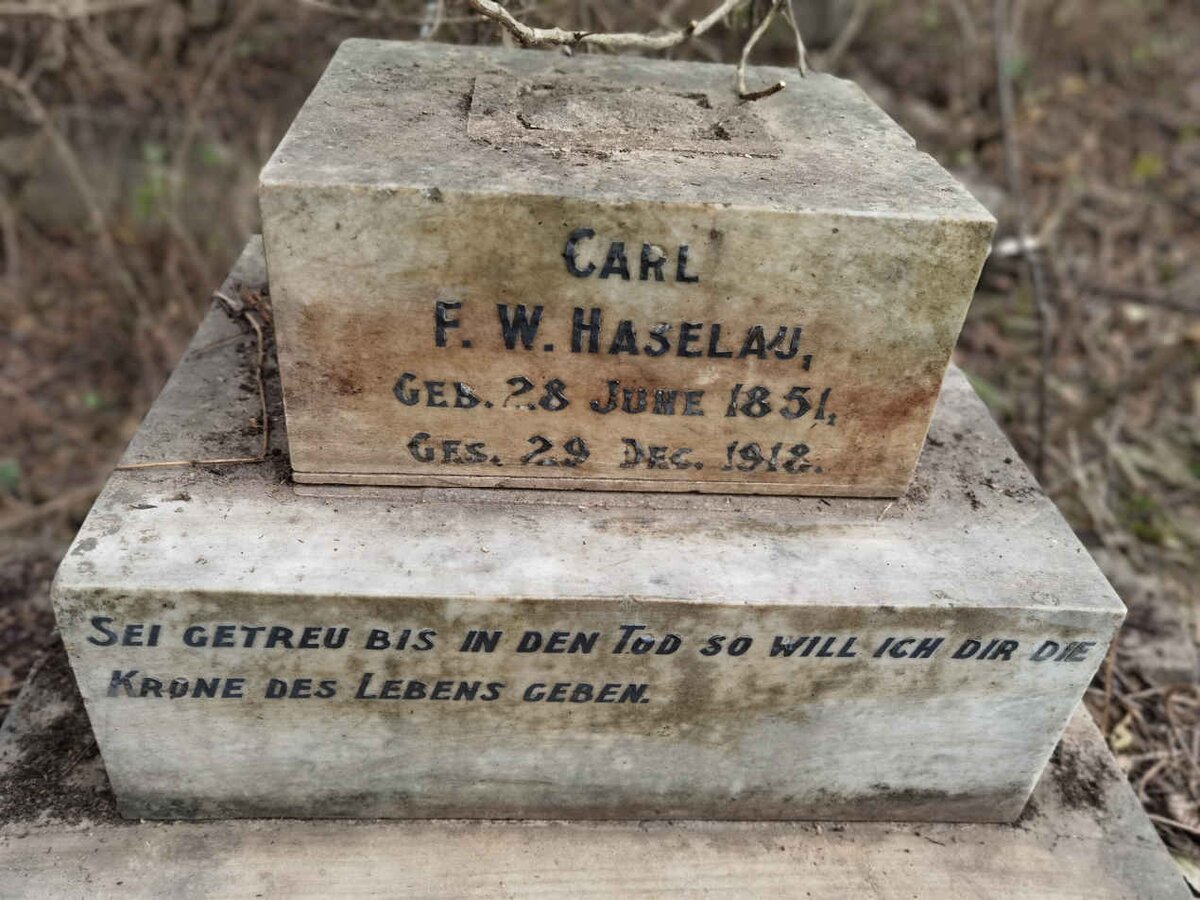 CARL
F. W. HASELAU,
GEB. 28 JUNE 1851,
GES. 29 DEC. 1918.
SEI GETREU BIS IN DEN TOD SO WILL ICH DIR DIE
KRONE DES LEBENS GEBEN.